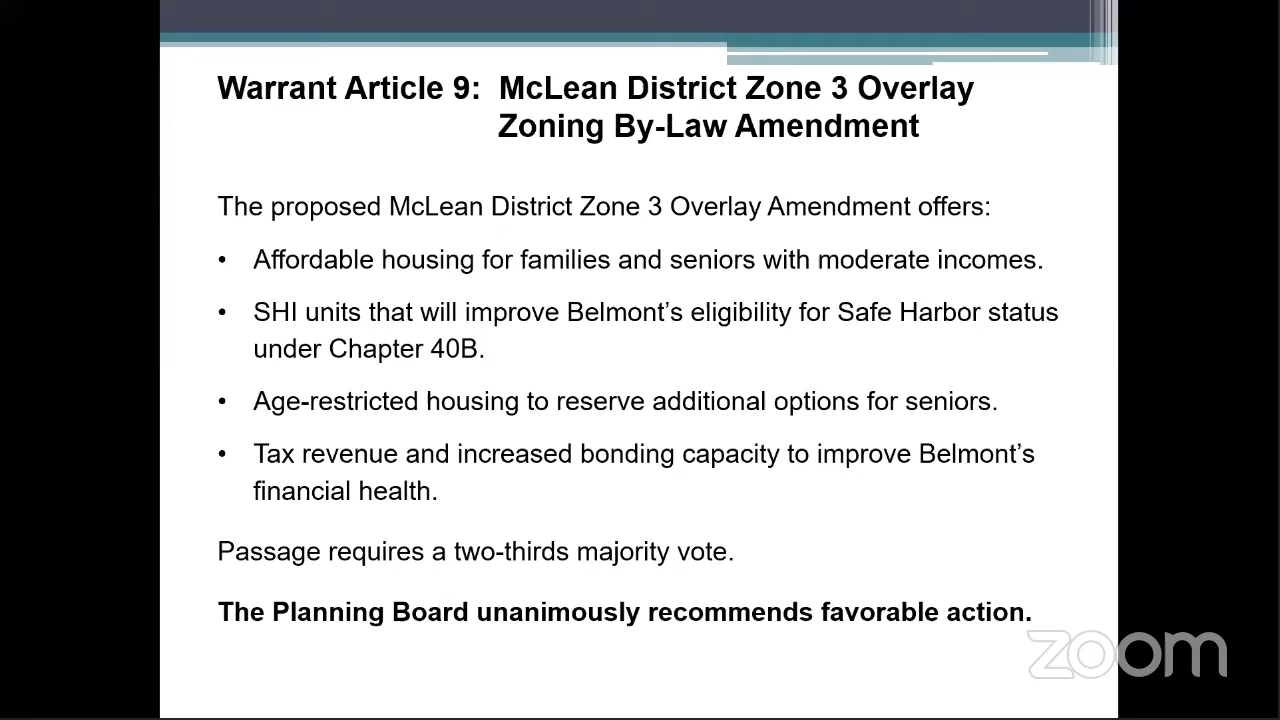 Warrant Article 9: McLean District Zone 3 Overlay
Zoning By-Law Amendment
The proposed McLean District Zone 3 Overlay Amendment offers:
• Affordable housing for families and seniors with moderate incomes.
• SHI units that will improve Belmont’s eligibility for Safe Harbor status
under Chapter 40B.
• Age-restricted housing to reserve additional options for seniors.
• Tax revenue and increased bonding capacity to improve Belmont’s
financial health.
Passage requires a two-thirds majority vote.
The Planning Board unanimously recommends favorable action.
zoom